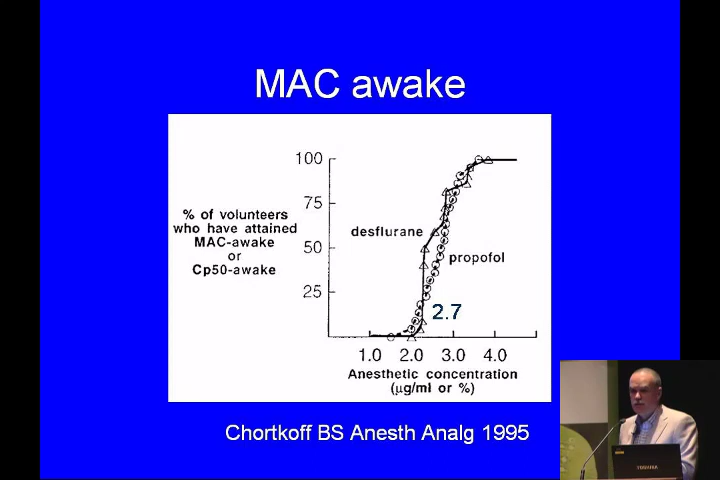 MAC awake
100
75
50
25
% of volunteers
who have attained
MAC-awake
or
Cp50-awake
desflurane
propofol
2.7
1.0 2.0 3.0 4.0
Anesthetic concentration
(µg/ml or %)
Chortkoff BS Anesth Analg 1995
TOSHIBA